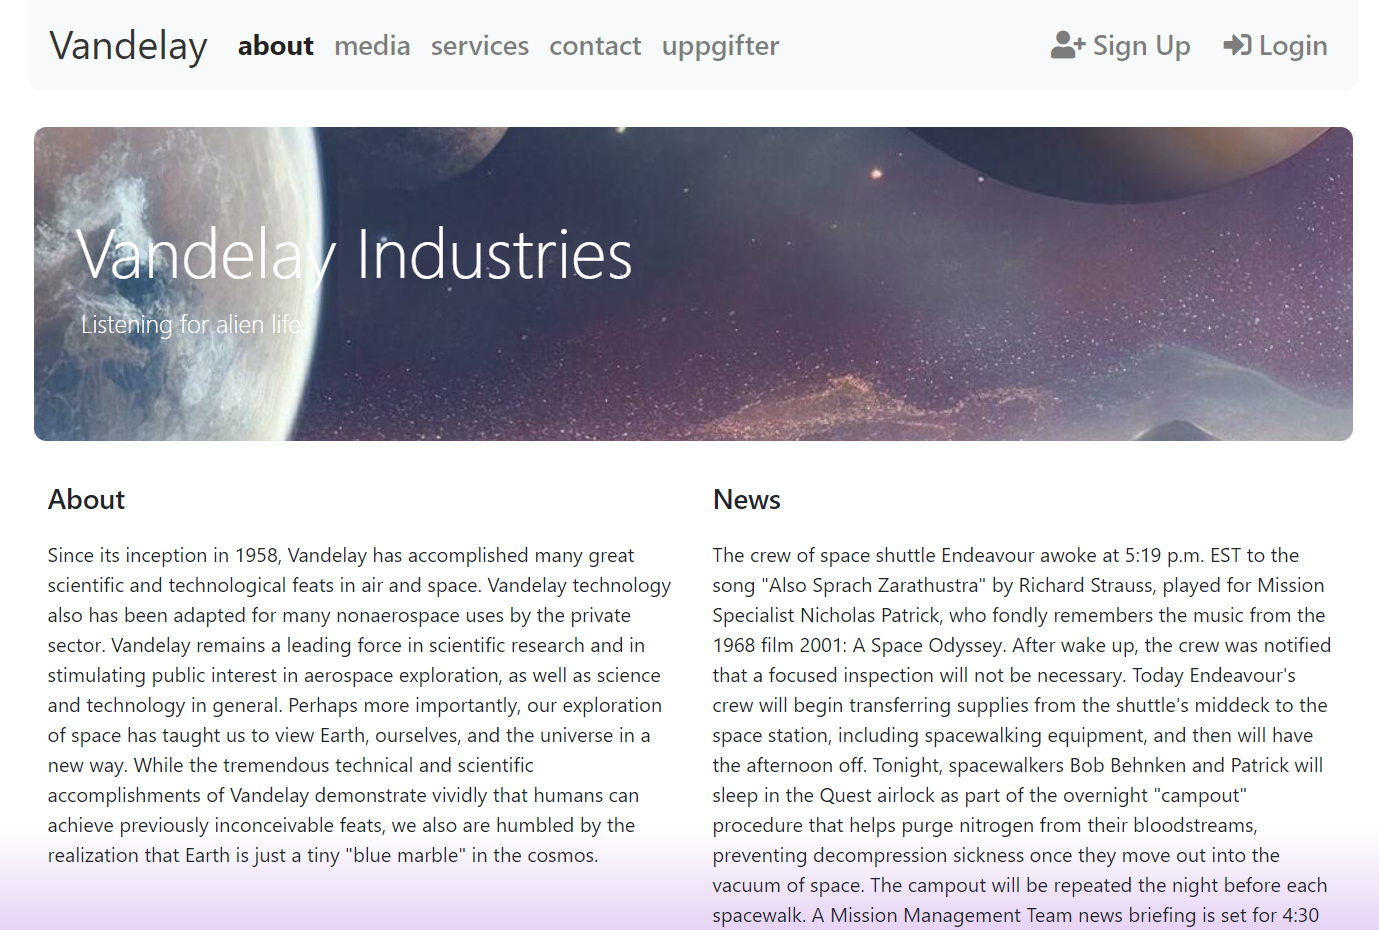 Vandelay about media services contact uppgifter Sign Up Login
Vandelay Industries
Listening for alien life
About
Since its inception in 1958, Vandelay has accomplished many great
scientific and technological feats in air and space. Vandelay technology
also has been adapted for many nonaerospace uses by the private
sector. Vandelay remains a leading force in scientific research and in
stimulating public interest in aerospace exploration, as well as science
and technology in general. Perhaps more importantly, our exploration
of space has taught us to view Earth, ourselves, and the universe in a
new way. While the tremendous technical and scientific
accomplishments of Vandelay demonstrate vividly that humans can
achieve previously inconceivable feats, we also are humbled by the
realization that Earth is just a tiny "blue marble" in the cosmos.
News
The crew of space shuttle Endeavour awoke at 5:19 p.m. EST to the
song "Also Sprach Zarathustra" by Richard Strauss, played for Mission
Specialist Nicholas Patrick, who fondly remembers the music from the
1968 film 2001: A Space Odyssey. After wake up, the crew was notified
that a focused inspection will not be necessary. Today Endeavour's
crew will begin transferring supplies from the shuttle's middeck to the
space station, including spacewalking equipment, and then will have
the afternoon off. Tonight, spacewalkers Bob Behnken and Patrick will
sleep in the Quest airlock as part of the overnight "campout"
procedure that helps purge nitrogen from their bloodstreams,
preventing decompression sickness once they move out into the
vacuum of space. The campout will be repeated the night before each
spacewalk. A Mission Management Team news briefing is set for 4:30